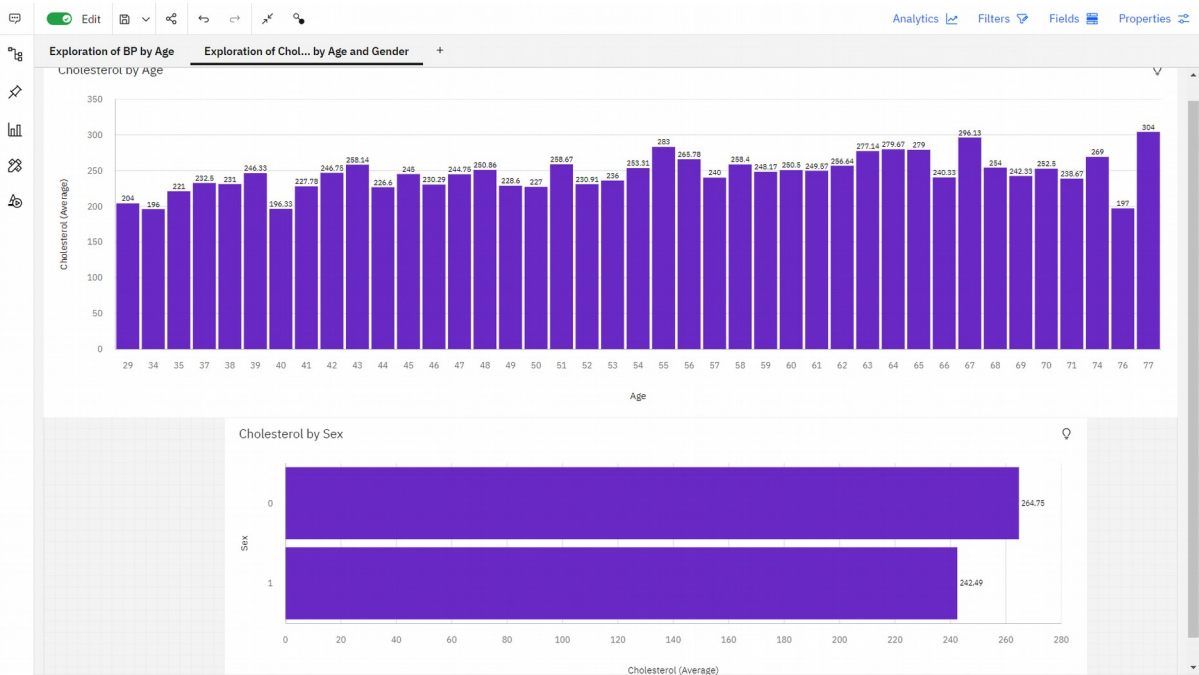 Edit
Analytics Filters Fields Properties
Exploration of BP by Age Exploration of Chol... by Age and Gender +
Cholesterol by Age
350
300
250
200
150
100
50
0
Cholesterol (Average)
204 196 221 232.5 231 246.33 196.33 227.78 246.75 258.14 226.6 245 230.29 244.75 250.86 228.6 227 258.67 230.91 236 253.31 283 265.78 240 258.4 248.17 250.5 249.57 256.64 277.14 279.67 279 240.33 296.13 254 242.33 252.5 238.67 269 197 304
29 34 35 37 38 39 40 41 42 43 44 45 46 47 48 49 50 51 52 53 54 55 56 57 58 59 60 61 62 63 64 65 66 67 68 69 70 71 74 76 77
Age
Cholesterol by Sex
Sex
0 264.75
1 242.49
0 20 40 60 80 100 120 140 160 180 200 220 240 260 280
Cholesterol (Average)